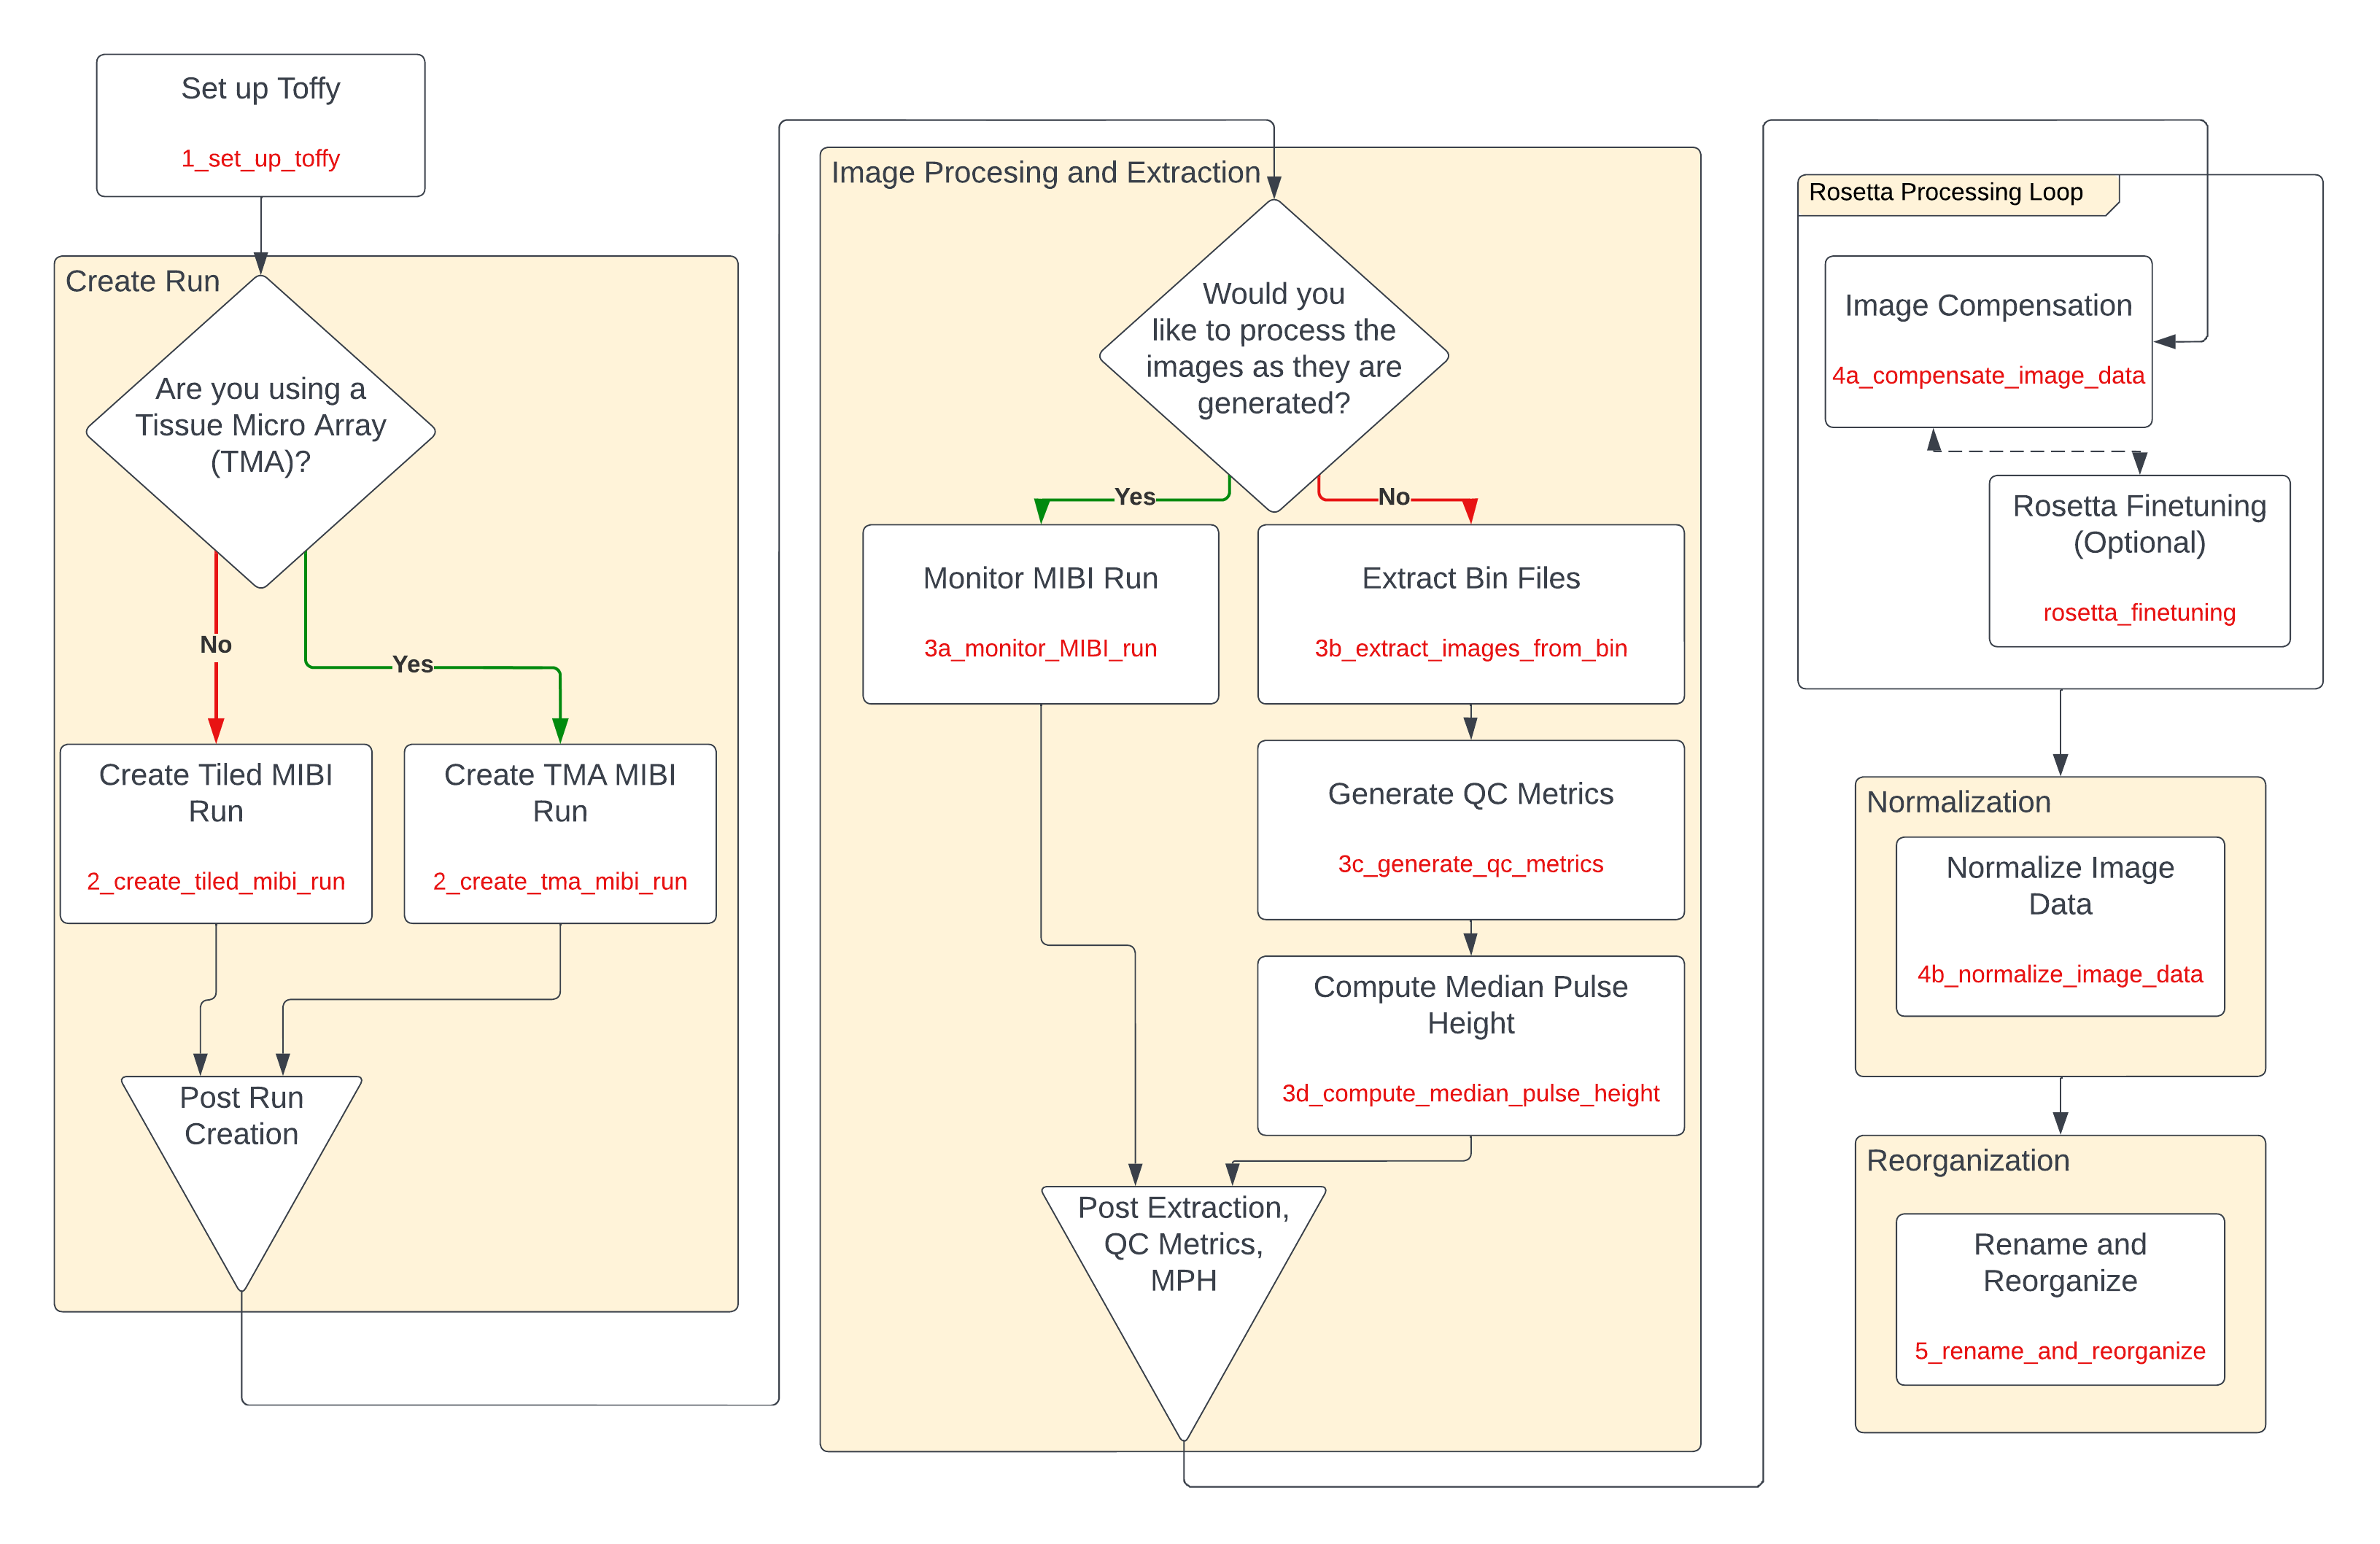 Set up Toffy
1_set_up_toffy
Create Run
Are you using a
Tissue Micro Array
(TMA)?
No
Yes
Create Tiled MIBI
Run
2_create_tiled_mibi_run
Create TMA MIBI
Run
2_create_tma_mibi_run
Post Run
Creation
Image Procesing and Extraction
Would you
like to process the
images as they are
generated?
Yes
No
Monitor MIBI Run
3a_monitor_MIBI_run
Extract Bin Files
3b_extract_images_from_bin
Generate QC Metrics
3c_generate_qc_metrics
Compute Median Pulse
Height
3d_compute_median_pulse_height
Post Extraction,
QC Metrics,
MPH
Rosetta Processing Loop
Image Compensation
4a_compensate_image_data
Rosetta Finetuning
(Optional)
rosetta_finetuning
Normalization
Normalize Image
Data
4b_normalize_image_data
Reorganization
Rename and
Reorganize
5_rename_and_reorganize